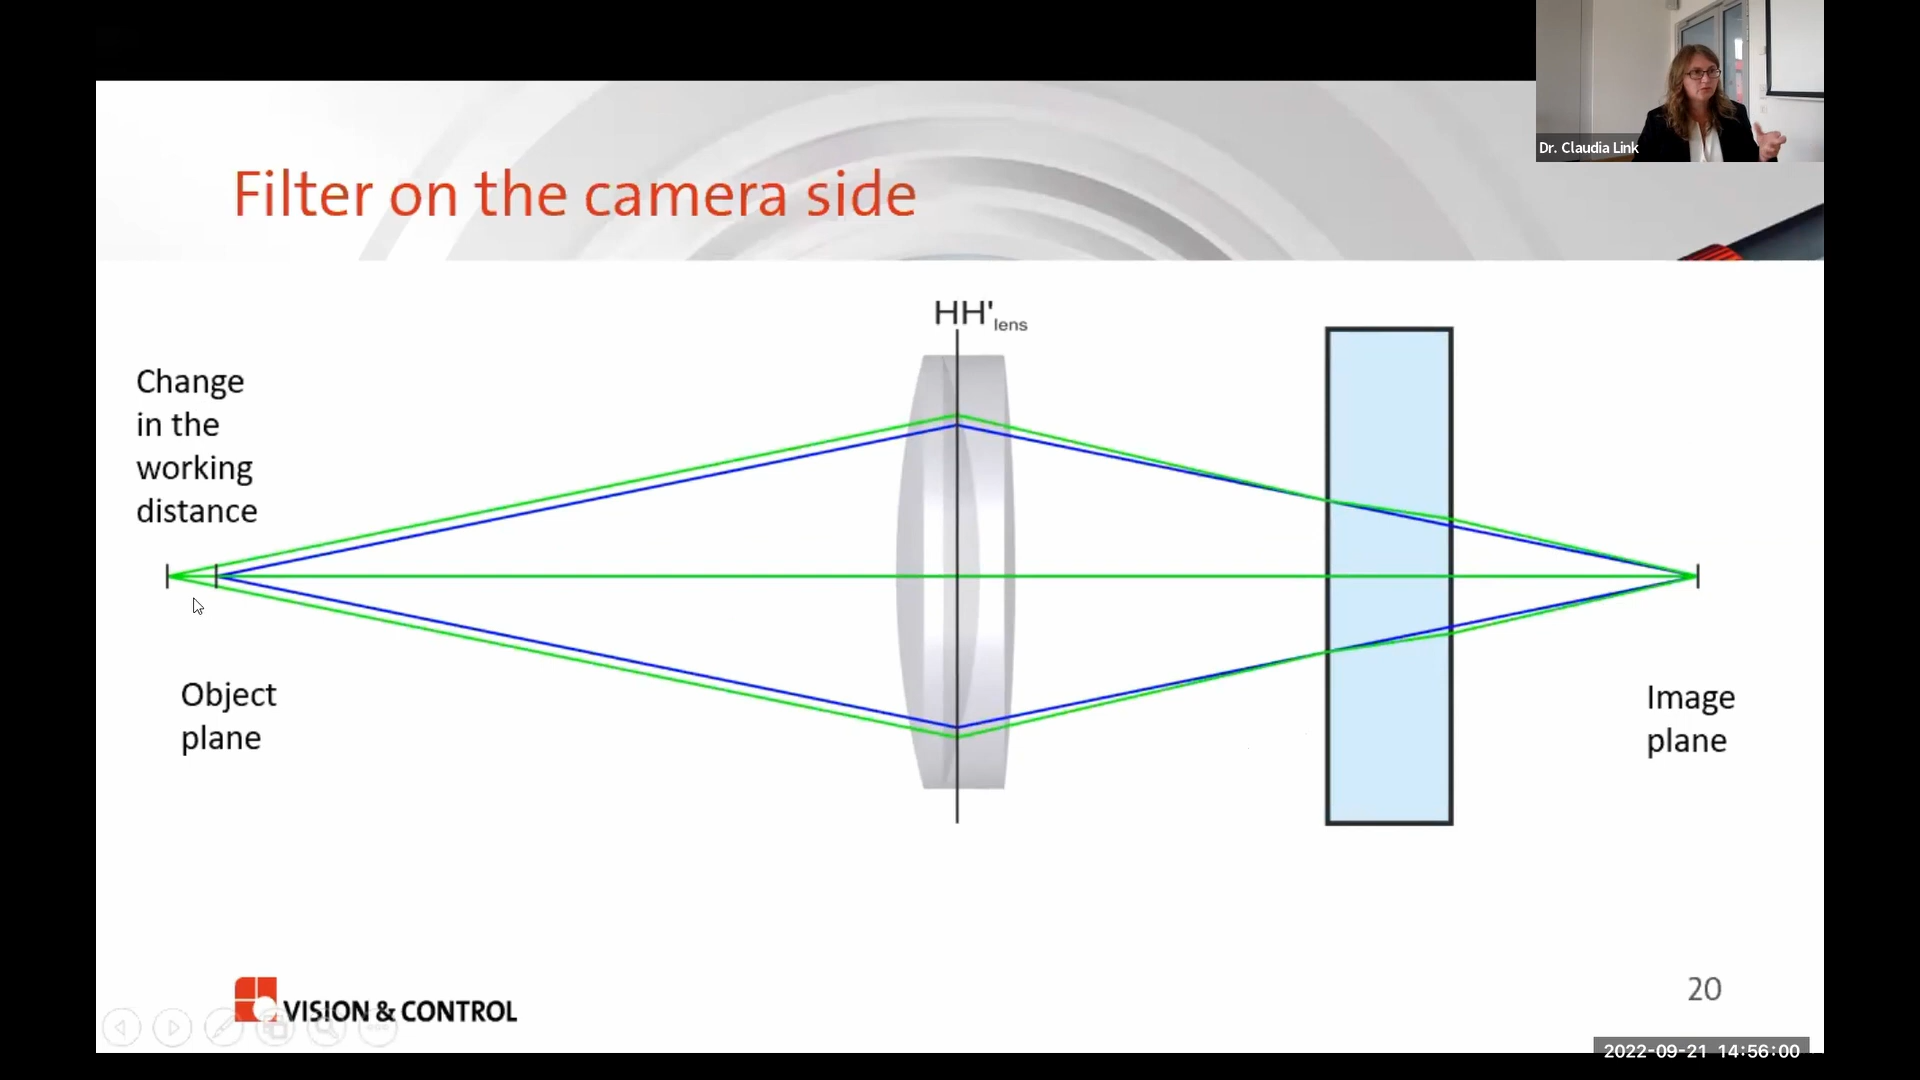 Dr. Claudia Link
Filter on the camera side
HH'lens
Change
in the
working
distance
Object
plane
Image
plane
VISION & CONTROL
20
2022-09-21 14:56:00